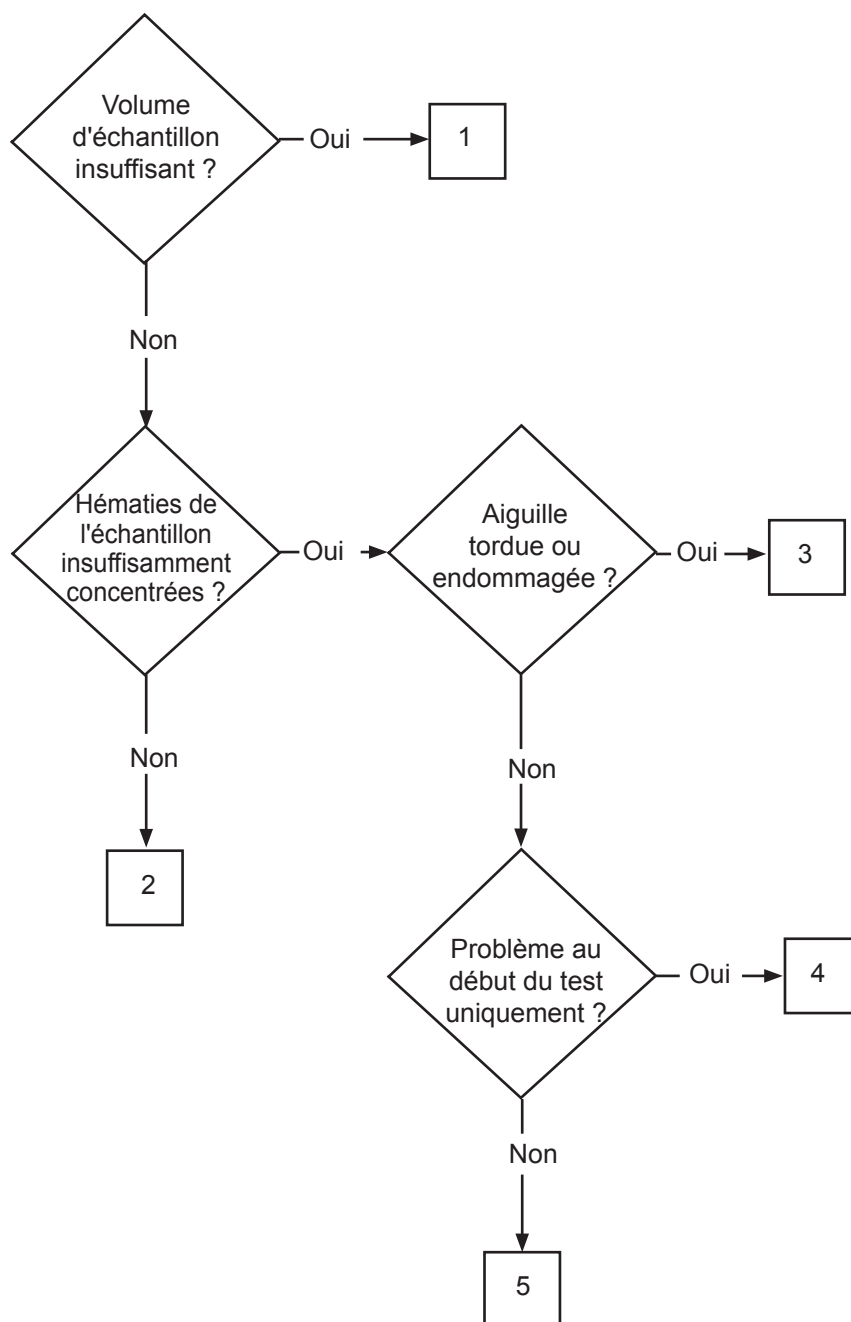 Volume
d'échantillon
insuffisant ?
Oui
1
Non
Hématies de
l'échantillon
insuffisamment
concentrées ?
Oui
Aiguille
tordue ou
endommagée ?
Oui
3
Non
2
Non
Problème au
début du test
uniquement ?
Oui
4
Non
5